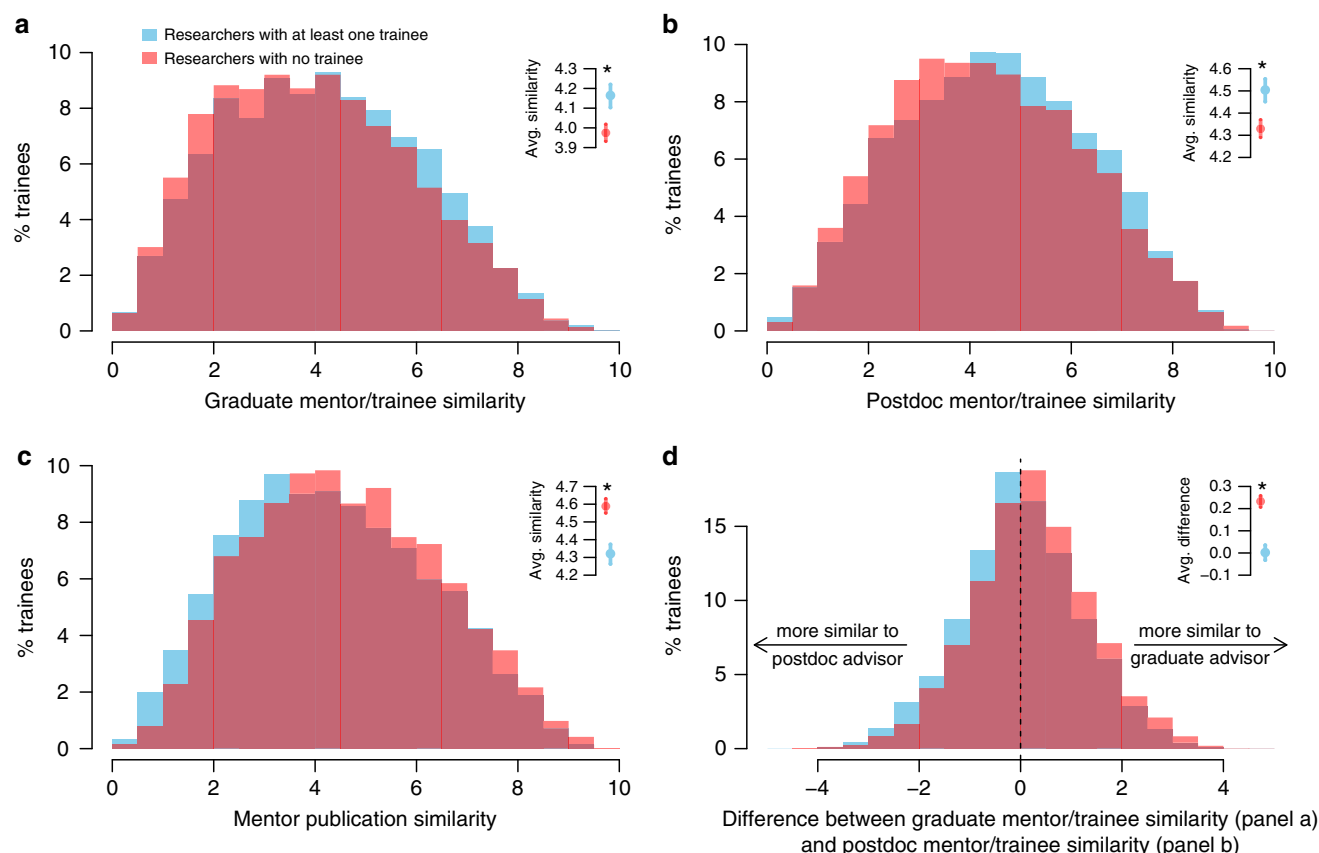 a
Researchers with at least one trainee
Researchers with no trainee
10
8
6
4
2
0
% trainees
0 2 4 6 8 10
Graduate mentor/trainee similarity
*
4.3
4.2
4.1
4.0
3.9
Avg. similarity
b
10
8
6
4
2
0
% trainees
0 2 4 6 8 10
Postdoc mentor/trainee similarity
*
4.6
4.5
4.4
4.3
4.2
Avg. similarity
c
10
8
6
4
2
0
% trainees
0 2 4 6 8 10
Mentor publication similarity
*
4.7
4.6
4.5
4.4
4.3
4.2
Avg. similarity
d
15
10
5
0
% trainees
−4 −2 0 2 4
more similar to
postdoc advisor
more similar to
graduate advisor
*
0.3
0.2
0.1
0.0
−0.1
Avg. difference
Difference between graduate mentor/trainee similarity (panel a)
and postdoc mentor/trainee similarity (panel b)